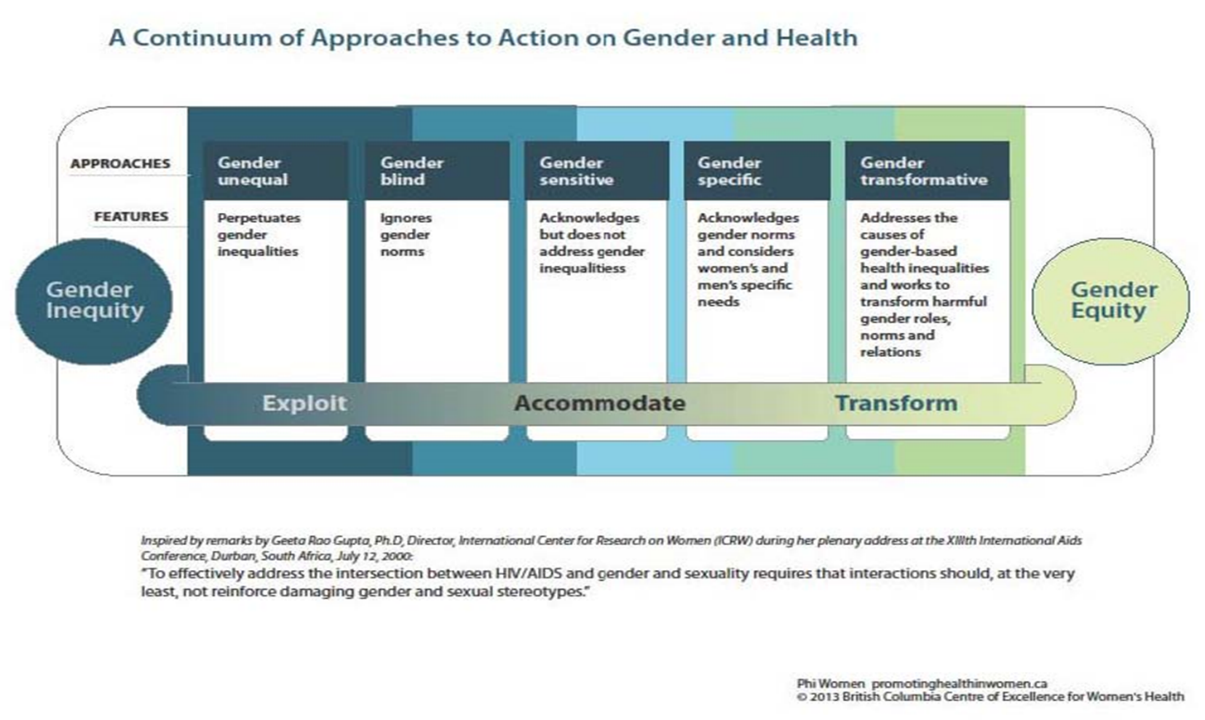 A Continuum of Approaches to Action on Gender and Health
APPROACHES
Gender
unequal
Gender
blind
Gender
sensitive
Gender
specific
Gender
transformative
FEATURES
Perpetuates
gender
inequalities
Ignores
gender
norms
Acknowledges
but does not
address gender
inequalitiess
Acknowledges
gender norms
and considers
women's and
men's specific
needs
Addresses the
causes of
gender-based
health inequalities
and works to
transform harmful
gender roles,
norms and
relations
Gender
Inequity
Gender
Equity
Exploit
Accommodate
Transform
Inspired by remarks by Geeta Rao Gupta, Ph.D, Director, International Center for Research on Women (ICRW) during her plenary address at the XIIIth International Aids
Conference, Durban, South Africa, July 12, 2000:
"To effectively address the intersection between HIV/AIDS and gender and sexuality requires that interactions should, at the very
least, not reinforce damaging gender and sexual stereotypes."
Phi Women promotinghealthinwomen.ca
© 2013 British Columbia Centre of Excellence for Women's Health